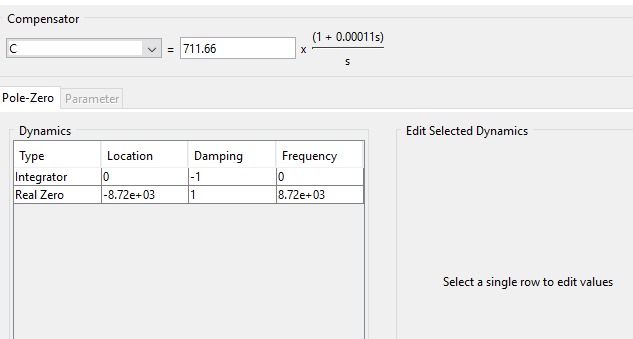 Compensator
(1 + 0.00011s)
C = 711.66 x
s
Pole-Zero Parameter
Dynamics Edit Selected Dynamics
Type Location Damping Frequency
Integrator 0 -1 0
Real Zero -8.72e+03 1 8.72e+03
Select a single row to edit values